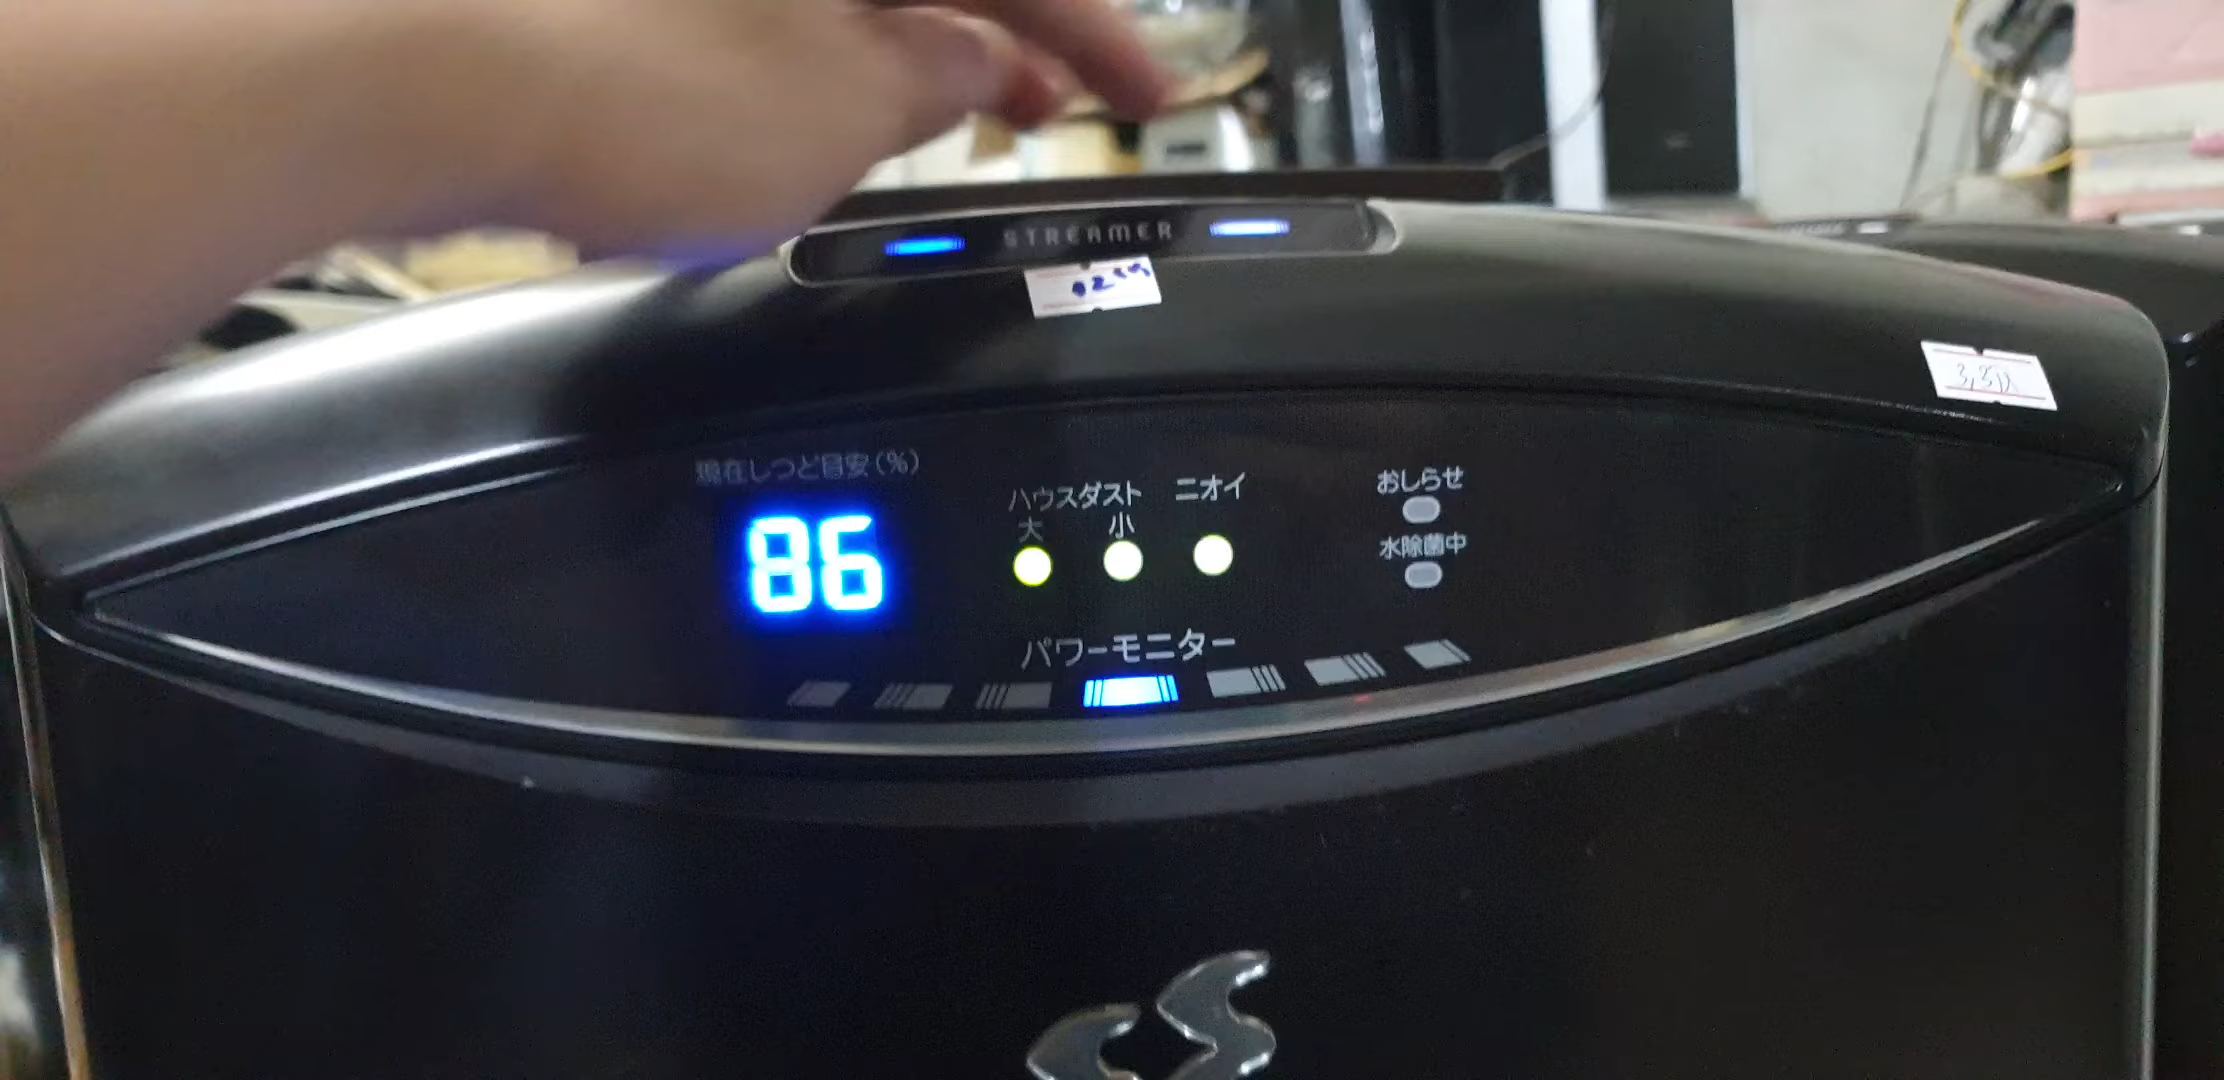 STREAMER
現在しつど目安(%)
86
ハウスダスト
大 小
ニオイ
おしらせ
水除菌中
パワーモニター